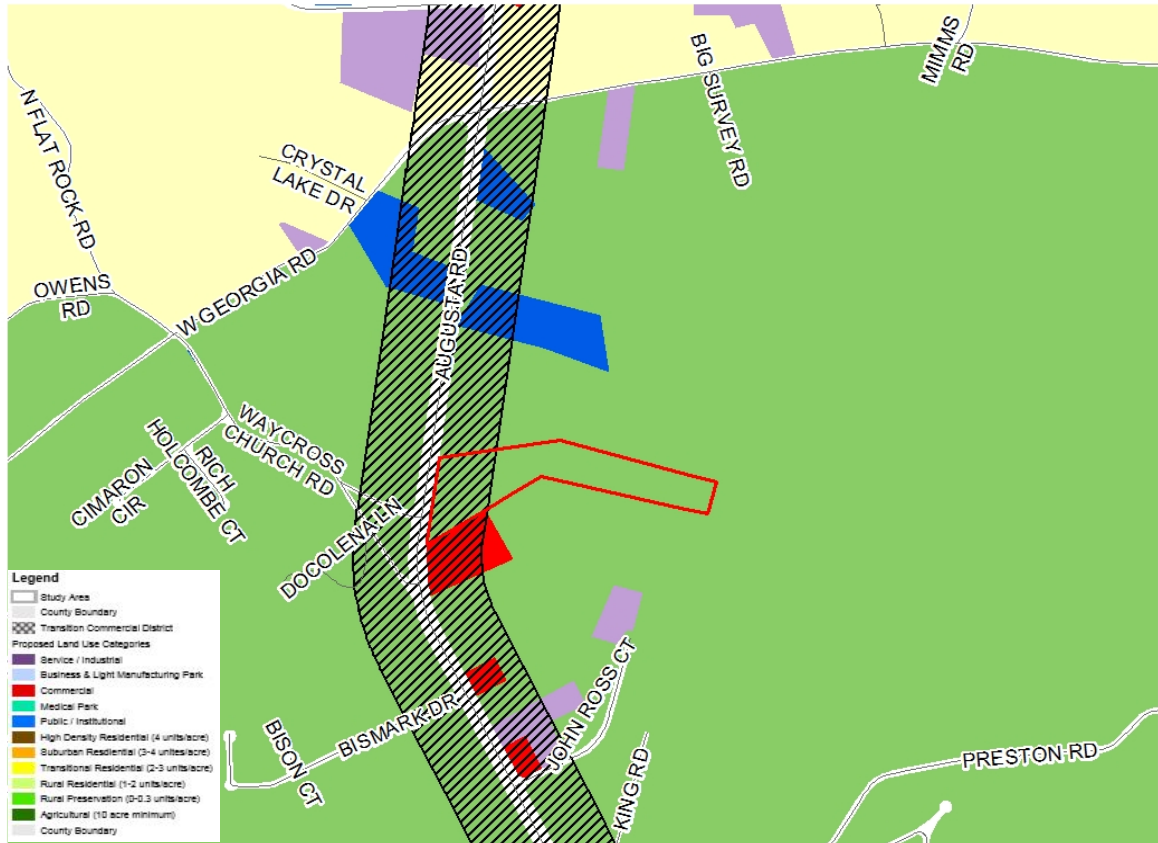 BIG SURVEY RD
MIMMS
RD
N FLAT ROCK RD
CRYSTAL
LAKE DR
OWENS
RD
W GEORGIA RD
AUGUSTA RD
WAYCROSS
CHURCH RD
RICH
HOLCOMBE CT
CIMARON
CIR
DOCOLENA LN
JOHN ROSS CT
BISMARK DR
BISON CT
KING RD
PRESTON RD
Legend
Study Area
County Boundary
Transition Commercial District
Proposed Land Use Categories
Service / Industrial
Business & Light Manufacturing Park
Commercial
Medical Park
Public / Institutional
High Density Residential (4 units/acre)
Suburban Resdiential (3-4 unites/acre)
Transitional Residential (2-3 units/acre)
Rural Residential (1-2 units/acre)
Rural Preservation (0-0.3 units/acre)
Agricultural (10 acre minimum)
County Boundary